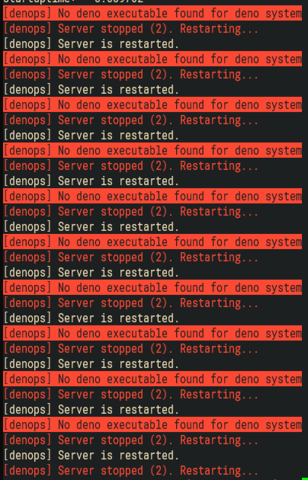 [denops] No deno executable found for deno system
[denops] Server stopped (2). Restarting...
[denops] Server is restarted.
[denops] No deno executable found for deno system
[denops] Server stopped (2). Restarting...
[denops] Server is restarted.
[denops] No deno executable found for deno system
[denops] Server stopped (2). Restarting...
[denops] Server is restarted.
[denops] No deno executable found for deno system
[denops] Server stopped (2). Restarting...
[denops] Server is restarted.
[denops] No deno executable found for deno system
[denops] Server stopped (2). Restarting...
[denops] Server is restarted.
[denops] No deno executable found for deno system
[denops] Server stopped (2). Restarting...
[denops] Server is restarted.
[denops] No deno executable found for deno system
[denops] Server stopped (2). Restarting...
[denops] Server is restarted.
[denops] No deno executable found for deno system
[denops] Server stopped (2). Restarting...
[denops] Server is restarted.
[denops] No deno executable found for deno system
[denops] Server stopped (2). Restarting...
[denops] Server is restarted.
[denops] No deno executable found for deno system
[denops] Server stopped (2). Restarting...
[denops] Server is restarted.
[denops] Server stopped (2). Restarting...